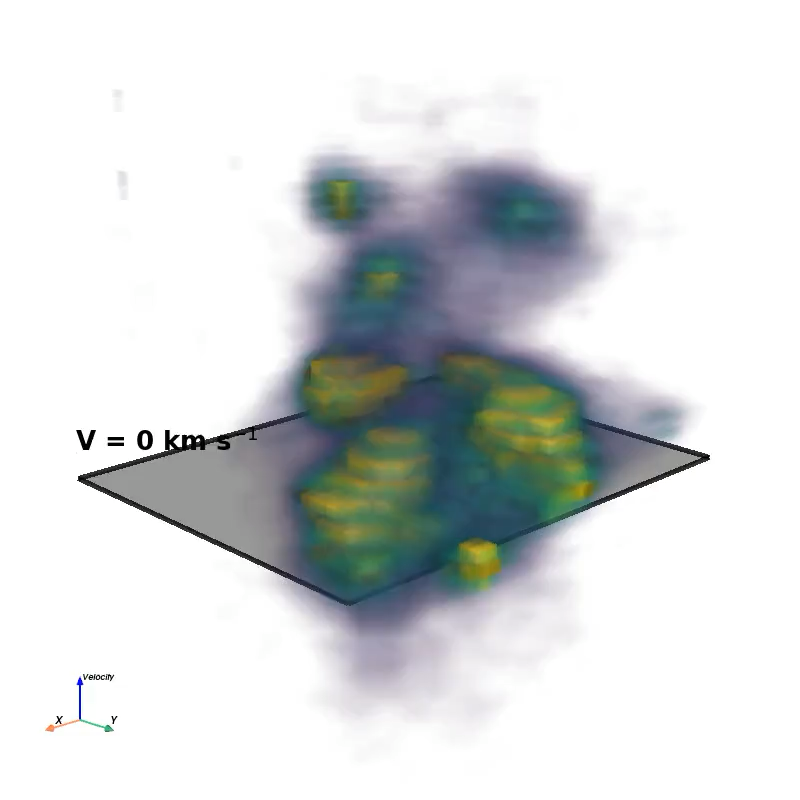 V = 0 km s⁻¹
Velocity
X
Y